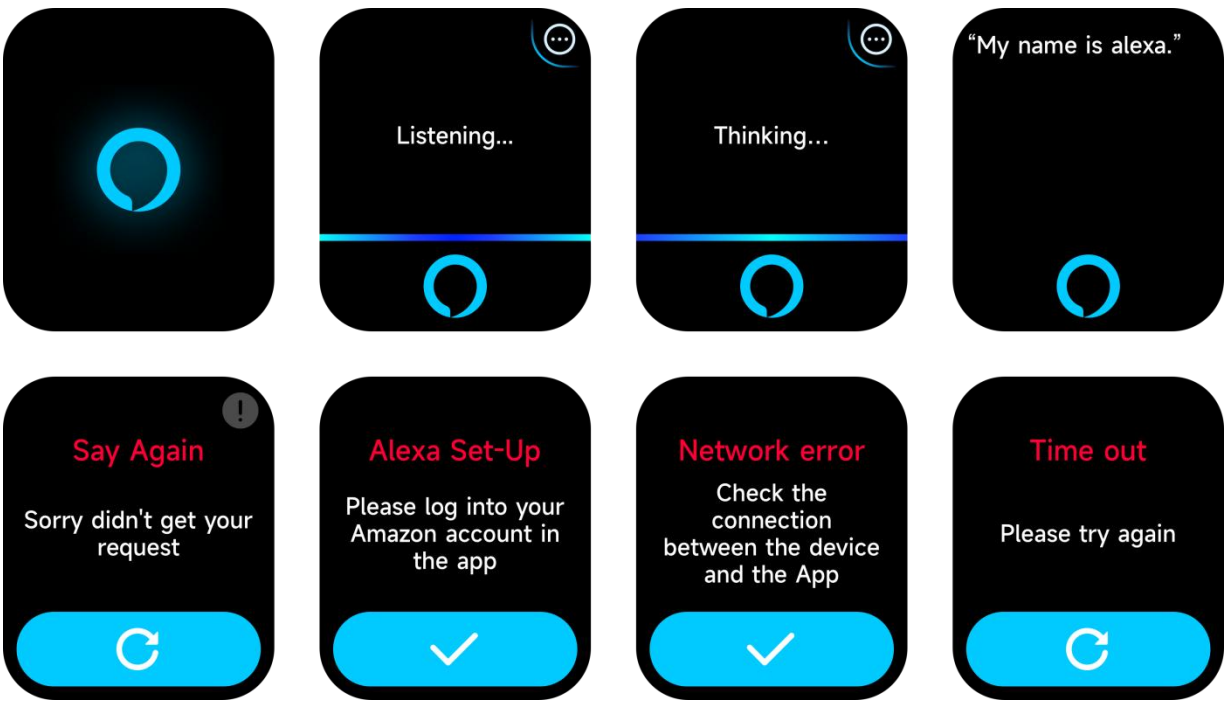 Listening...
Thinking...
“My name is alexa.”
Say Again
Sorry didn't get your
request
Alexa Set-Up
Please log into your
Amazon account in
the app
Network error
Check the
connection
between the device
and the App
Time out
Please try again